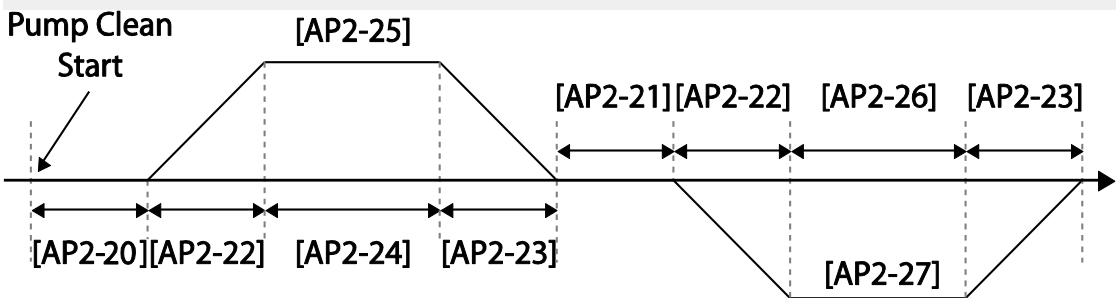 Pump Clean
Start
[AP2-25]
[AP2-21] [AP2-22] [AP2-26] [AP2-23]
[AP2-20] [AP2-22] [AP2-24] [AP2-23]
[AP2-27]